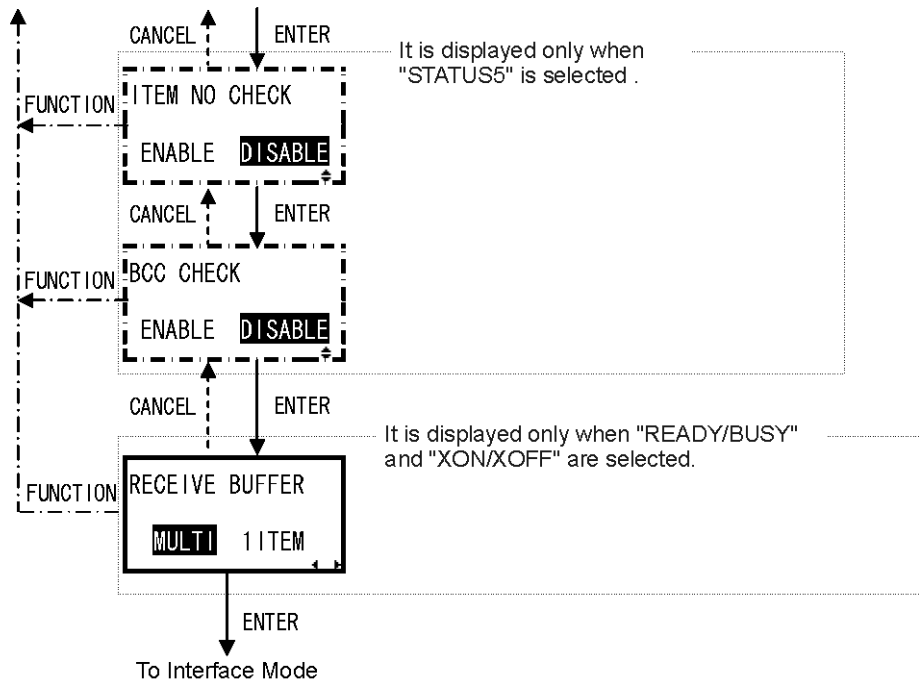 CANCEL ENTER
It is displayed only when
"STATUS5" is selected .
FUNCTION
ITEM NO CHECK
ENABLE DISABLE
CANCEL ENTER
FUNCTION
BCC CHECK
ENABLE DISABLE
CANCEL ENTER
It is displayed only when "READY/BUSY"
and "XON/XOFF" are selected.
FUNCTION
RECEIVE BUFFER
MULTI 1ITEM
ENTER
To Interface Mode